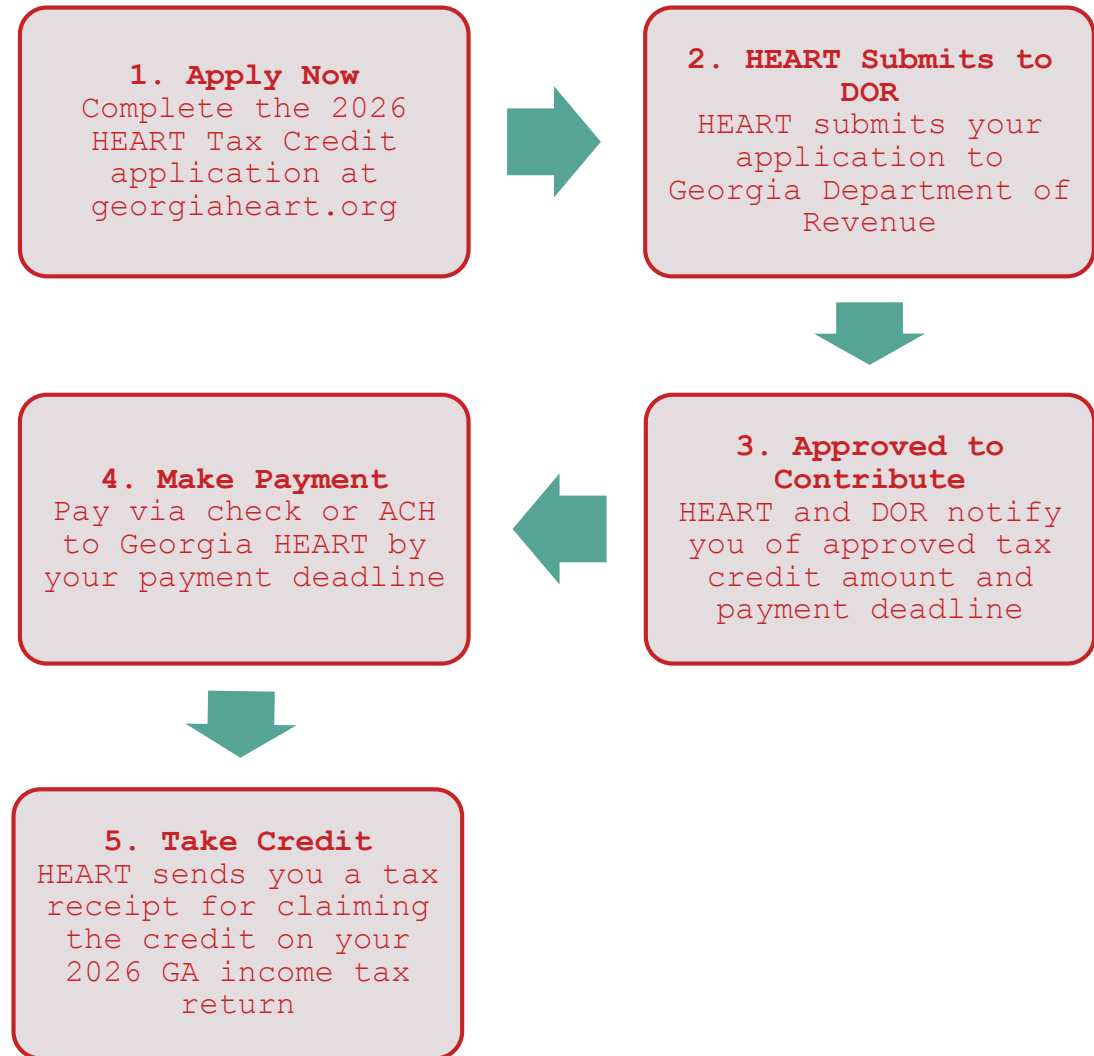 1. Apply Now
Complete the 2026
HEART Tax Credit
application at
georgiaheart.org
2. HEART Submits to
DOR
HEART submits your
application to
Georgia Department of
Revenue
3. Approved to
Contribute
HEART and DOR notify
you of approved tax
credit amount and
payment deadline
4. Make Payment
Pay via check or ACH
to Georgia HEART by
your payment deadline
5. Take Credit
HEART sends you a tax
receipt for claiming
the credit on your
2026 GA income tax
return